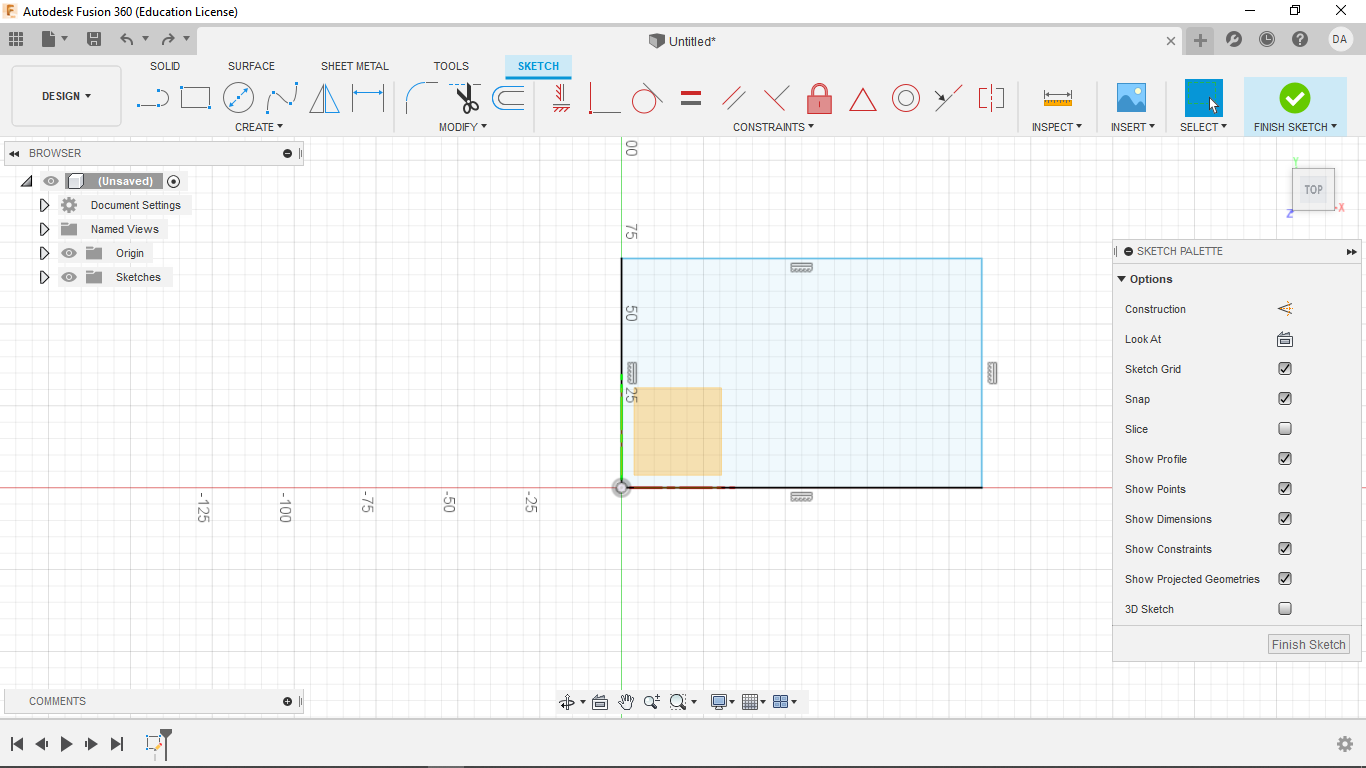 Autodesk Fusion 360 (Education License)
Untitled*
DA
DESIGN
SOLID
SURFACE
SHEET METAL
TOOLS
SKETCH
CREATE
MODIFY
CONSTRAINTS
INSPECT
INSERT
SELECT
FINISH SKETCH
BROWSER
(Unsaved)
Document Settings
Named Views
Origin
Sketches
00
75
50
25
-125
-100
-75
-50
-25
Y
TOP
Z
X
SKETCH PALETTE
Options
Construction
Look At
Sketch Grid
Snap
Slice
Show Profile
Show Points
Show Dimensions
Show Constraints
Show Projected Geometries
3D Sketch
Finish Sketch
COMMENTS